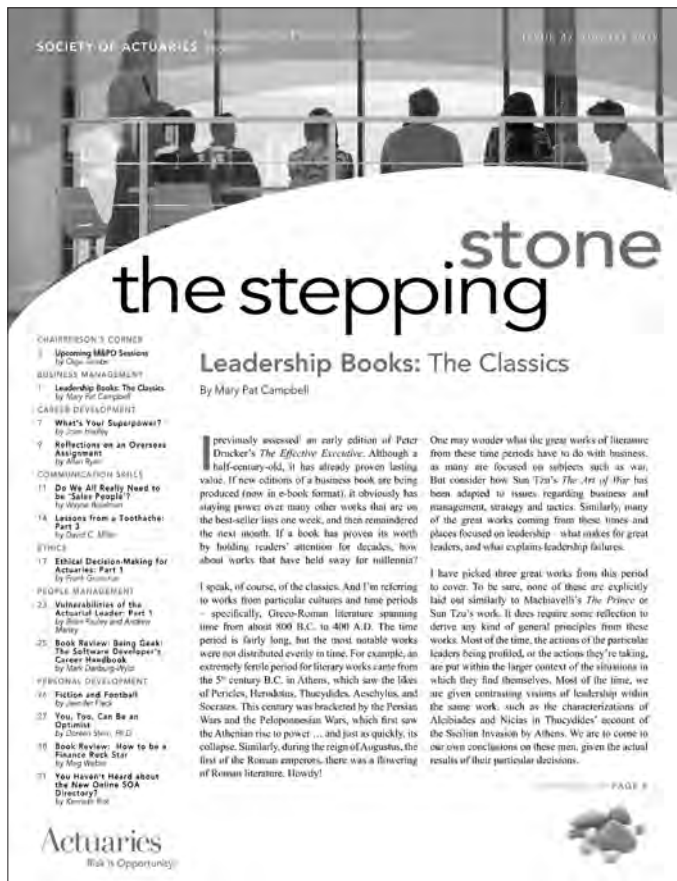 SOCIETY OF ACTUARIES
stone
the stepping
CHAIRPERSON'S CORNER
Upcoming M&PD Sessions
BUSINESS MANAGEMENT
1 Leadership Books: The Classics
by Mary Pat Campbell
CAREER DEVELOPMENT
7 What's Your Superpower?
9 Reflections on an Overseas
Assignment
by Allan Ryan
COMMUNICATION SKILLS
11 Do We All Really Need to
be 'Sales People'?
14 Lessons from a Toothache:
Part 3
by David C. Miller
ETHICS
17 Ethical Decision-Making for
Actuaries: Part 1
by Frank Grossman
PEOPLE MANAGEMENT
23 Vulnerabilities of the
Actuarial Leader: Part 1
25 Book Review: Being Geek:
The Software Developer's
Career Handbook
PERSONAL DEVELOPMENT
Fiction and Football
by Jennifer Fleck
27 You, Too, Can Be an
Optimist
Book Review: How to be a
Finance Rock Star
by Meg Weber
31 You Haven't Heard about
the New Online SOA
Directory?
Actuaries
Risk is Opportunity.
Leadership Books: The Classics
By Mary Pat Campbell
I previously assessed an early edition of Peter
Drucker's The Effective Executive. Although a
half-century-old, it has already proven lasting
value. If new editions of a business book are being
produced (now in e-book format), it obviously has
staying power over many other works that are on
the best-seller lists one week, and then remaindered
the next month. If a book has proven its worth
by holding readers' attention for decades, how
about works that have held sway for millennia?
I speak, of course, of the classics. And I'm referring
to works from particular cultures and time periods
– specifically, Greco-Roman literature spanning
time from about 800 B.C. to 400 A.D. The time
period is fairly long, but the most notable works
were not distributed evenly in time. For example, an
extremely fertile period for literary works came from
the 5th century B.C. in Athens, which saw the likes
of Pericles, Herodotus, Thucydides, Aeschylus, and
Socrates. This century was bracketed by the Persian
Wars and the Peloponnesian Wars, which first saw
the Athenian rise to power … and just as quickly, its
collapse. Similarly, during the reign of Augustus, the
first of the Roman emperors, there was a flowering
of Roman literature. Howdy!
One may wonder what the great works of literature
from these time periods have to do with business,
as many are focused on subjects such as war.
But consider how Sun Tzu's The Art of War has
been adapted to issues regarding business and
management, strategy and tactics. Similarly, many
of the great works coming from these times and
places focused on leadership – what makes for great
leaders, and what explains leadership failures.
I have picked three great works from this period
to cover. To be sure, none of these are explicitly
laid out similarly to Machiavelli's The Prince or
Sun Tzu's work. It does require some reflection to
derive any kind of general principles from these
works. Most of the time, the actions of the particular
leaders being profiled, or the actions they're taking,
are put within the larger context of the situations in
which they find themselves. Most of the time, we
are given contrasting visions of leadership within
the same work, such as the characterizations of
Alcibiades and Nicias in Thucydides' account of
the Sicilian Invasion by Athens. We are to come to
our own conclusions on these men, given the actual
results of their particular decisions.
PAGE